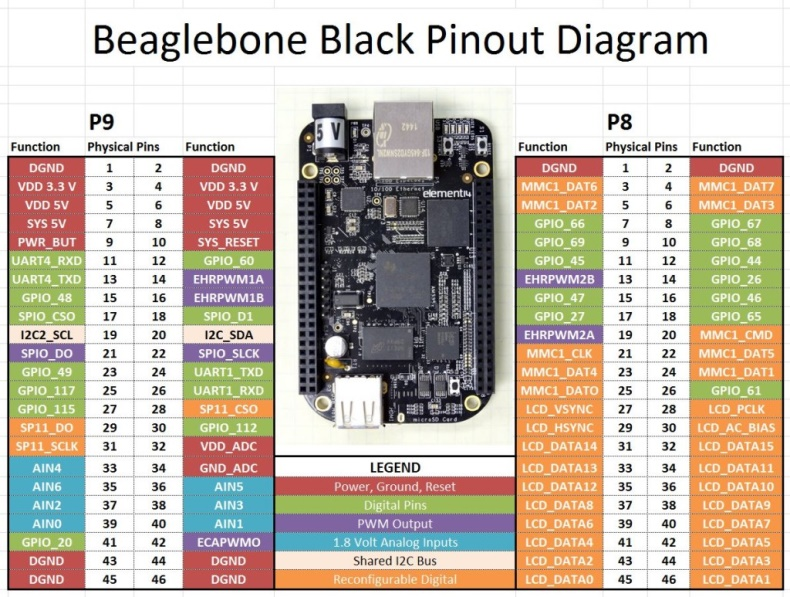 Beaglebone Black Pinout Diagram
P9
Function Physical Pins Function
DGND 1 2 DGND
VDD 3.3 V 3 4 VDD 3.3 V
VDD 5V 5 6 VDD 5V
SYS 5V 7 8 SYS 5V
PWR_BUT 9 10 SYS_RESET
UART4_RXD 11 12 GPIO_60
UART4_TXD 13 14 EHRPWM1A
GPIO_48 15 16 EHRPWM1B
SPIO_CSO 17 18 SPIO_D1
I2C2_SCL 19 20 I2C_SDA
SPIO_DO 21 22 SPIO_SLCK
GPIO_49 23 24 UART1_TXD
GPIO_117 25 26 UART1_RXD
GPIO_115 27 28 SP11_CSO
SP11_DO 29 30 GPIO_112
SP11_SCLK 31 32 VDD_ADC
AIN4 33 34 GND_ADC
AIN6 35 36 AIN5
AIN2 37 38 AIN3
AIN0 39 40 AIN1
GPIO_20 41 42 ECAPWMO
DGND 43 44 DGND
DGND 45 46 DGND
5 V
1442
10/100 Ethernet
element14
microSD Card
LEGEND
Power, Ground, Reset
Digital Pins
PWM Output
1.8 Volt Analog Inputs
Shared I2C Bus
Reconfigurable Digital
P8
Function Physical Pins Function
DGND 1 2 DGND
MMC1_DAT6 3 4 MMC1_DAT7
MMC1_DAT2 5 6 MMC1_DAT3
GPIO_66 7 8 GPIO_67
GPIO_69 9 10 GPIO_68
GPIO_45 11 12 GPIO_44
EHRPWM2B 13 14 GPIO_26
GPIO_47 15 16 GPIO_46
GPIO_27 17 18 GPIO_65
EHRPWM2A 19 20 MMC1_CMD
MMC1_CLK 21 22 MMC1_DAT5
MMC1_DAT4 23 24 MMC1_DAT1
MMC1_DATO 25 26 GPIO_61
LCD_VSYNC 27 28 LCD_PCLK
LCD_HSYNC 29 30 LCD_AC_BIAS
LCD_DATA14 31 32 LCD_DATA15
LCD_DATA13 33 34 LCD_DATA11
LCD_DATA12 35 36 LCD_DATA10
LCD_DATA8 37 38 LCD_DATA9
LCD_DATA6 39 40 LCD_DATA7
LCD_DATA4 41 42 LCD_DATA5
LCD_DATA2 43 44 LCD_DATA3
LCD_DATA0 45 46 LCD_DATA1